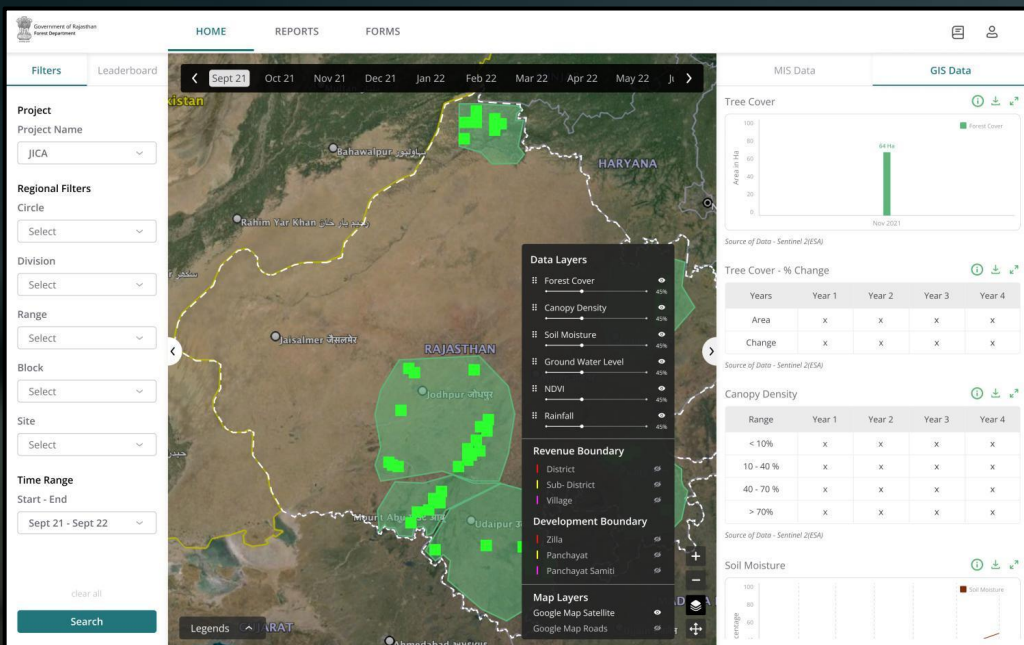 Government of Rajasthan
Forest Department
HOME
REPORTS
FORMS
Filters
Leaderboard
Project
Project Name
JICA
Regional Filters
Circle
Select
Division
Select
Range
Select
Block
Select
Site
Select
Time Range
Start - End
Sept 21 - Sept 22
clear all
Search
Sept 21
Oct 21
Nov 21
Dec 21
Jan 22
Feb 22
Mar 22
Apr 22
May 22
Bahawalpur بہاولپور
HARYANA
Rahim Yar Khan رحیم یار خان
Jaisalmer जैसलमेर
RAJASTHAN
Jodhpur जोधपुर
Udaipur
Legends
Data Layers
Forest Cover
45%
Canopy Density
45%
Soil Moisture
45%
Ground Water Level
45%
NDVI
45%
Rainfall
45%
Revenue Boundary
District
Sub- District
Village
Development Boundary
Zilla
Panchayat
Panchayat Samiti
Map Layers
Google Map Satellite
Google Map Roads
MIS Data
GIS Data
Tree Cover
100
80
60
40
20
0
Area in Ha
64 Ha
Forest Cover
Nov 2021
Source of Data - Sentinel 2(ESA)
Tree Cover - % Change
Years Year 1 Year 2 Year 3 Year 4
Area x x x x
Change x x x x
Source of Data - Sentinel 2(ESA)
Canopy Density
Range Year 1 Year 2 Year 3 Year 4
< 10% x x x x
10 - 40 % x x x x
40 - 70 % x x x x
> 70% x x x x
Source of Data - Sentinel 2(ESA)
Soil Moisture
100
80
60
Soil Moisture